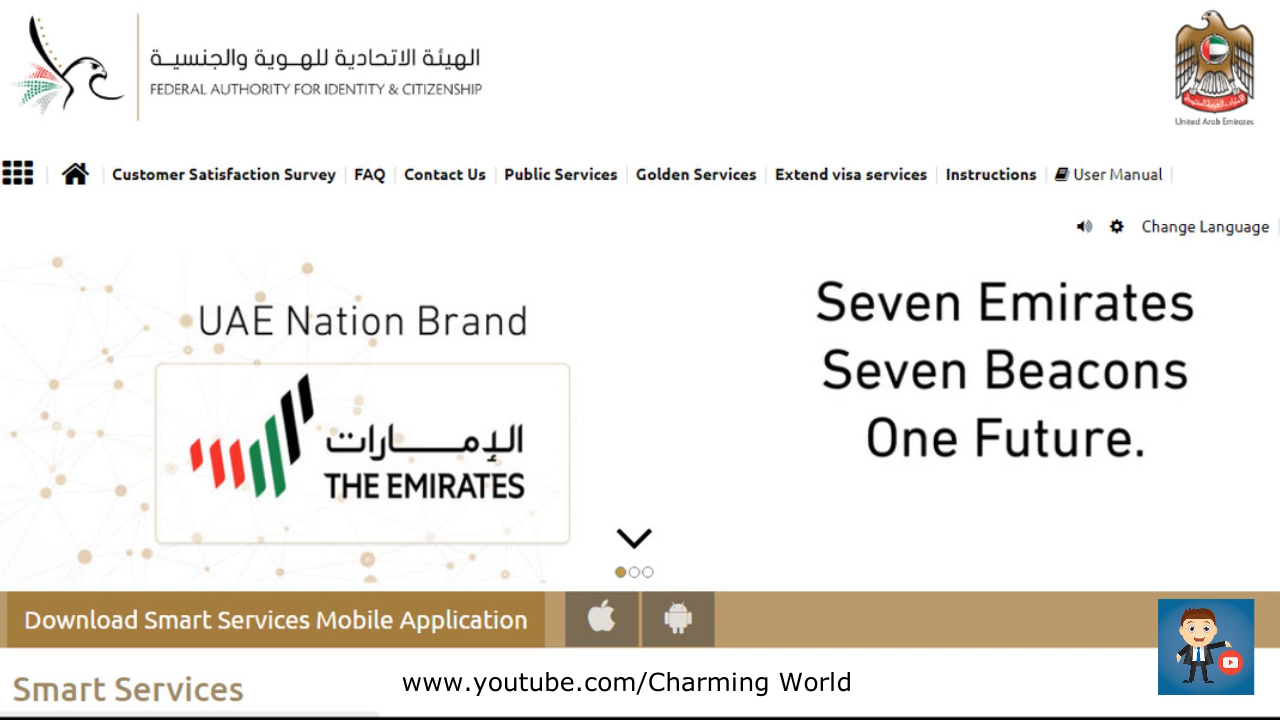 الهيئة الاتحادية للهـوية والجنسيـة
FEDERAL AUTHORITY FOR IDENTITY & CITIZENSHIP
United Arab Emirates
Customer Satisfaction Survey FAQ Contact Us Public Services Golden Services Extend visa services Instructions User Manual
Change Language
UAE Nation Brand
الإمـــــارات
THE EMIRATES
Seven Emirates
Seven Beacons
One Future.
Download Smart Services Mobile Application
Smart Services
www.youtube.com/Charming World